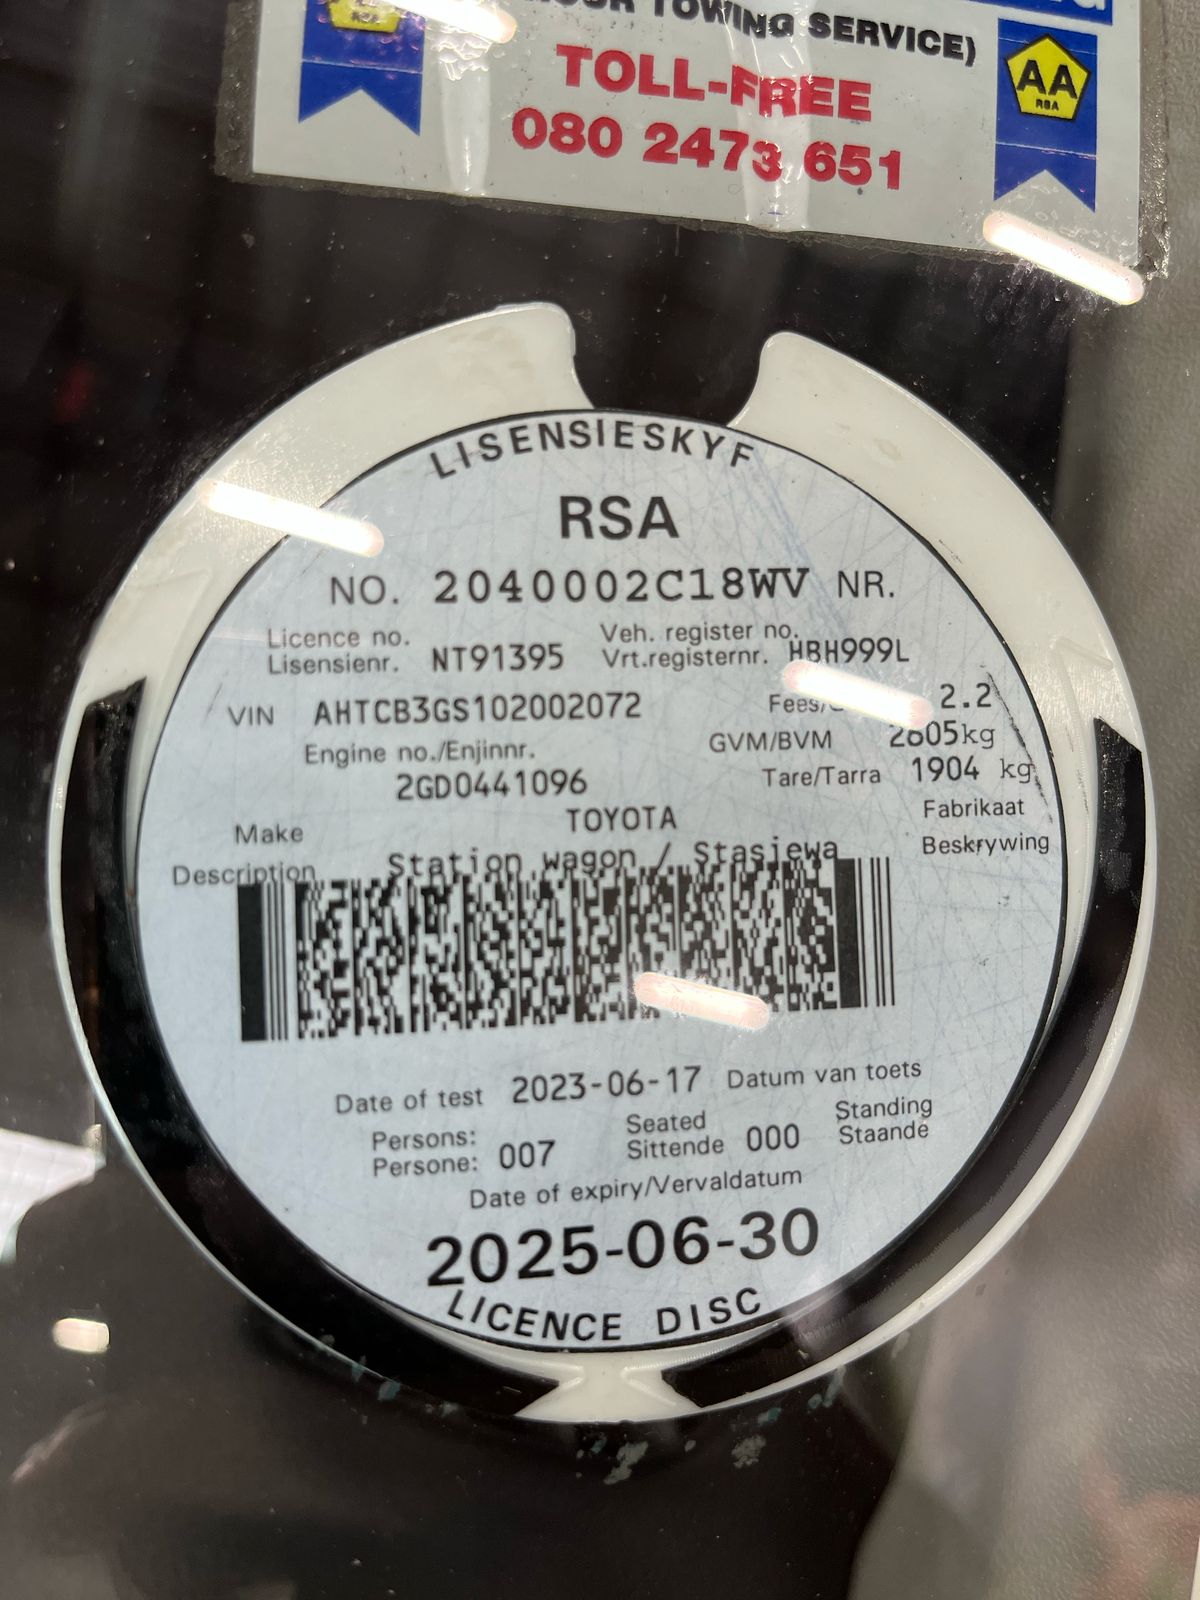 TOWING SERVICE)
TOLL-FREE
080 2473 651
AA
RSA
LISENSIESKYF
RSA
NO. 2040002C18WV NR.
Licence no. Veh. register no.
Lisensienr. NT91395 Vrt.registernr. HBH999L
VIN AHTCB3GS102002072 2.2
Engine no./Enjinnr. GVM/BVM 2605kg
2GD0441096 Tare/Tarra 1904 kg
Make TOYOTA Fabrikaat
Description Station wagon / Stasiewa Beskrywing
Date of test 2023-06-17 Datum van toets
Persons: Seated Standing
Persone: 007 Sittende 000 Staande
Date of expiry/Vervaldatum
2025-06-30
LICENCE DISC